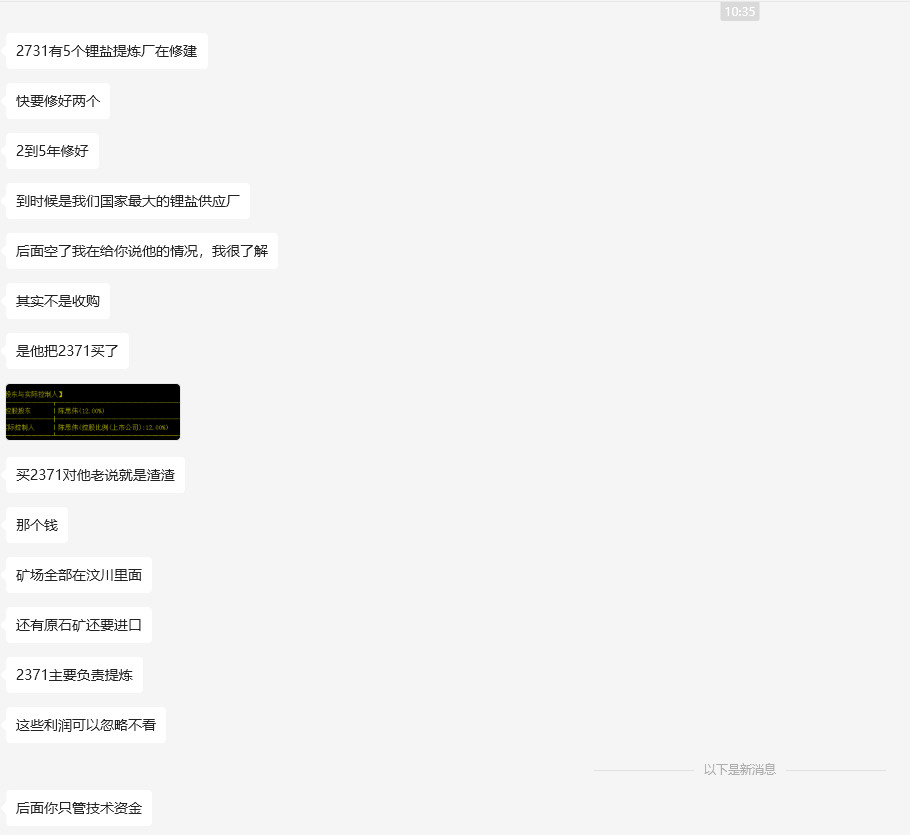 10:35
2731有5个锂盐提炼厂在修建
快要修好两个
2到5年修好
到时候是我们国家最大的锂盐供应厂
后面空了我在给你说他的情况，我很了解
其实不是收购
是他把2371买了
股东与实际控制人】
控股股东 | 陈思伟(12.00%)
实际控制人 | 陈思伟(控股比例(上市公司):12.00%)
买2371对他老说就是渣渣
那个钱
矿场全部在汶川里面
还有原石矿还要进口
2371主要负责提炼
这些利润可以忽略不看
以下是新消息
后面你只管技术资金